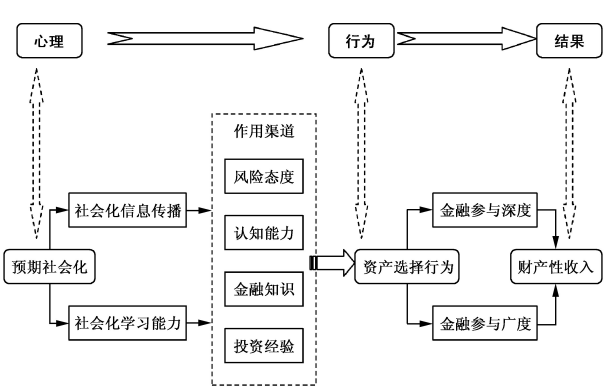 心理
行为
结果
作用渠道
风险态度
社会化信息传播
认知能力
金融参与深度
预期社会化
资产选择行为
财产性收入
金融知识
社会化学习能力
金融参与广度
投资经验